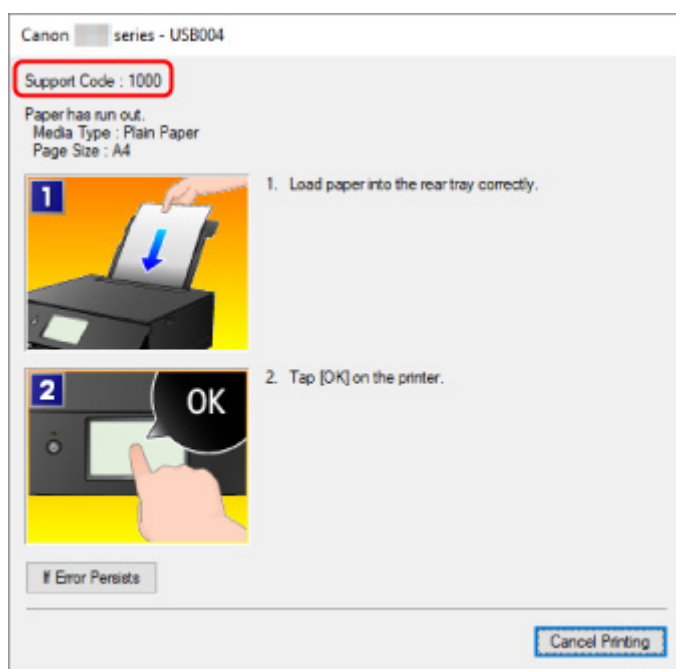 Canon series - USB004
Support Code : 1000
Paper has run out.
Media Type : Plain Paper
Page Size : A4
1
1. Load paper into the rear tray correctly.
2
OK
2. Tap [OK] on the printer.
If Error Persists
Cancel Printing